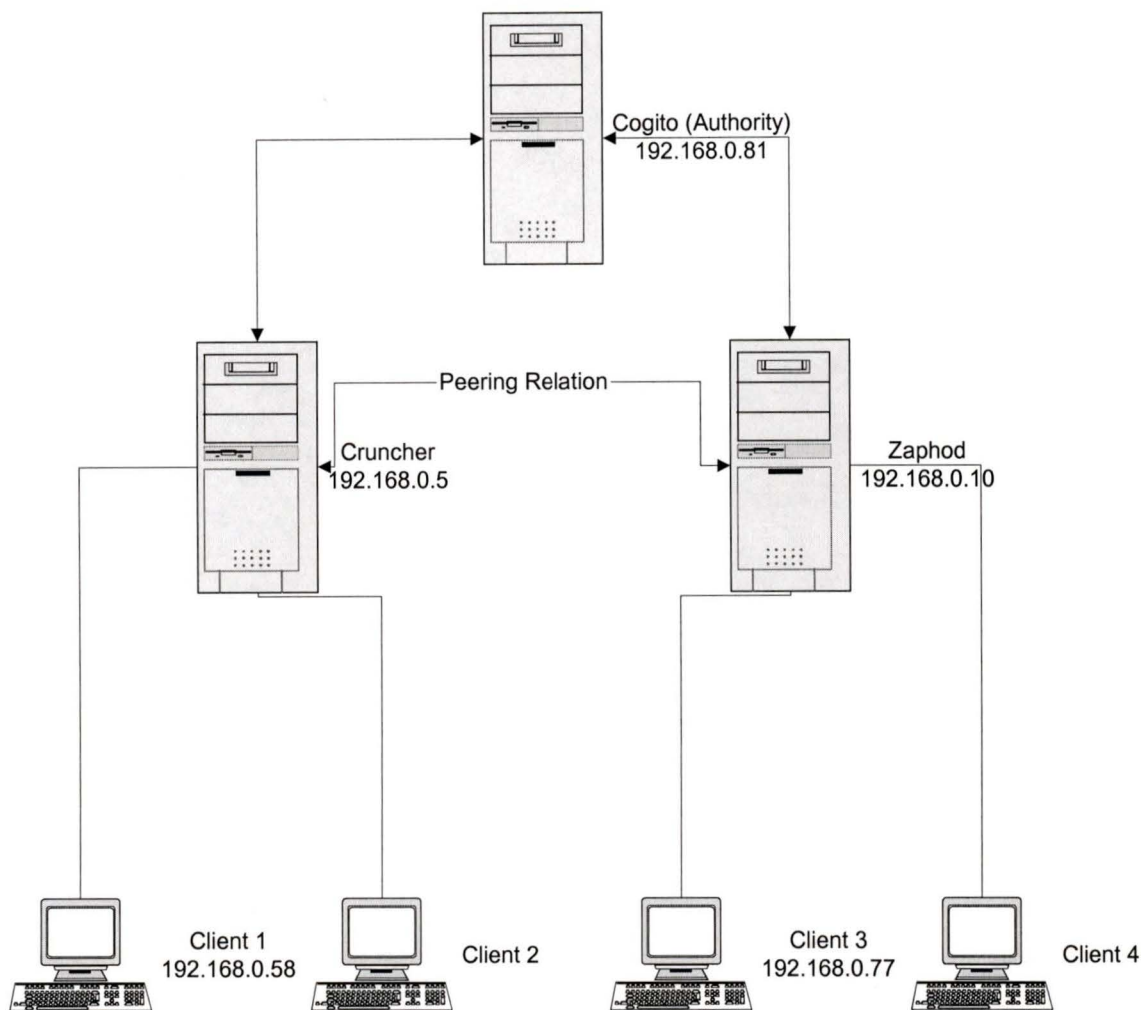 Cogito (Authority)
192.168.0.81
Peering Relation
Cruncher
192.168.0.5
Zaphod
192.168.0.10
Client 1
192.168.0.58
Client 2
Client 3
192.168.0.77
Client 4